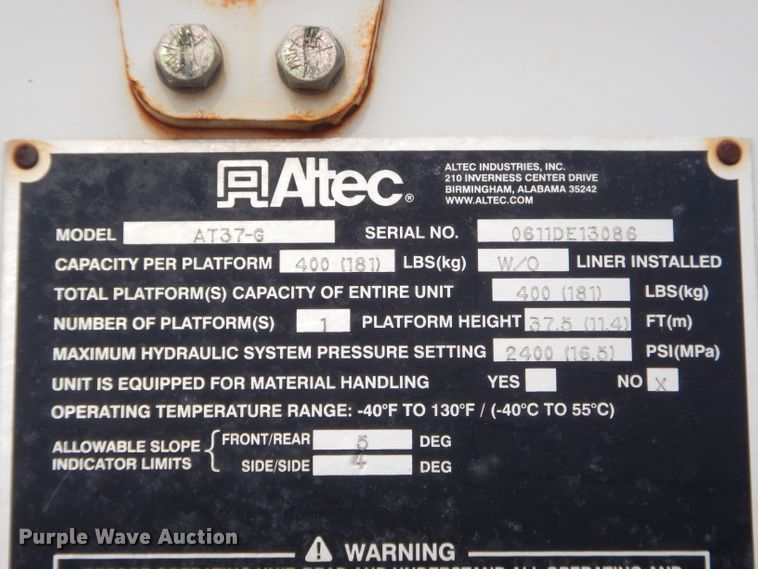 Altec®
ALTEC INDUSTRIES, INC.
210 INVERNESS CENTER DRIVE
BIRMINGHAM, ALABAMA 35242
WWW.ALTEC.COM
MODEL AT37-G SERIAL NO. 0611DE13086
CAPACITY PER PLATFORM 400 (181) LBS(kg) W/O LINER INSTALLED
TOTAL PLATFORM(S) CAPACITY OF ENTIRE UNIT 400 (181) LBS(kg)
NUMBER OF PLATFORM(S) 1 PLATFORM HEIGHT 37.5 (11.4) FT(m)
MAXIMUM HYDRAULIC SYSTEM PRESSURE SETTING 2400 (16.5) PSI(MPa)
UNIT IS EQUIPPED FOR MATERIAL HANDLING YES NO X
OPERATING TEMPERATURE RANGE: -40°F TO 130°F / (-40°C TO 55°C)
ALLOWABLE SLOPE INDICATOR LIMITS
FRONT/REAR 5 DEG
SIDE/SIDE 4 DEG
Purple Wave Auction
WARNING